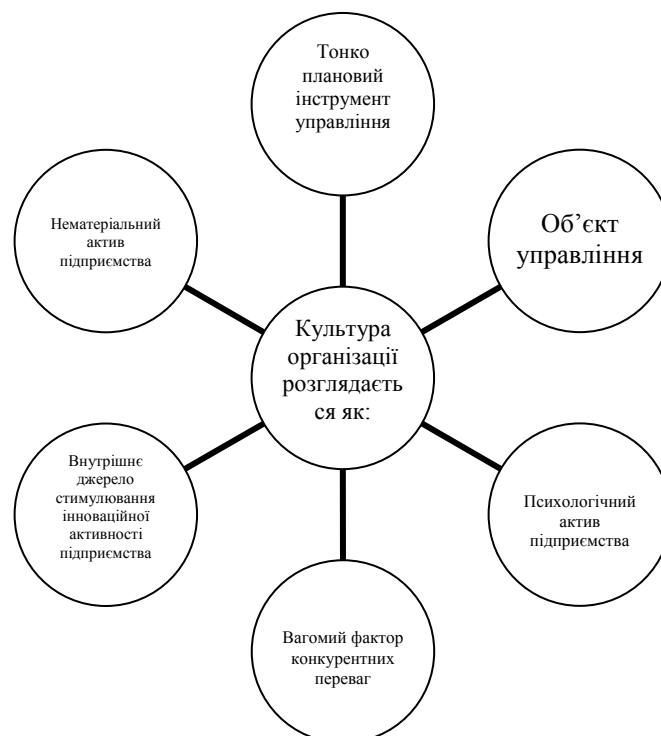 Тонко
плановий
інструмент
управління
Нематеріальний
актив
підприємства
Об’єкт
управління
Культура
організації
розглядаєть
ся як:
Внутрішнє
джерело
стимулювання
інноваційної
активності
підприємства
Психологічний
актив
підприємства
Вагомий фактор
конкурентних
переваг